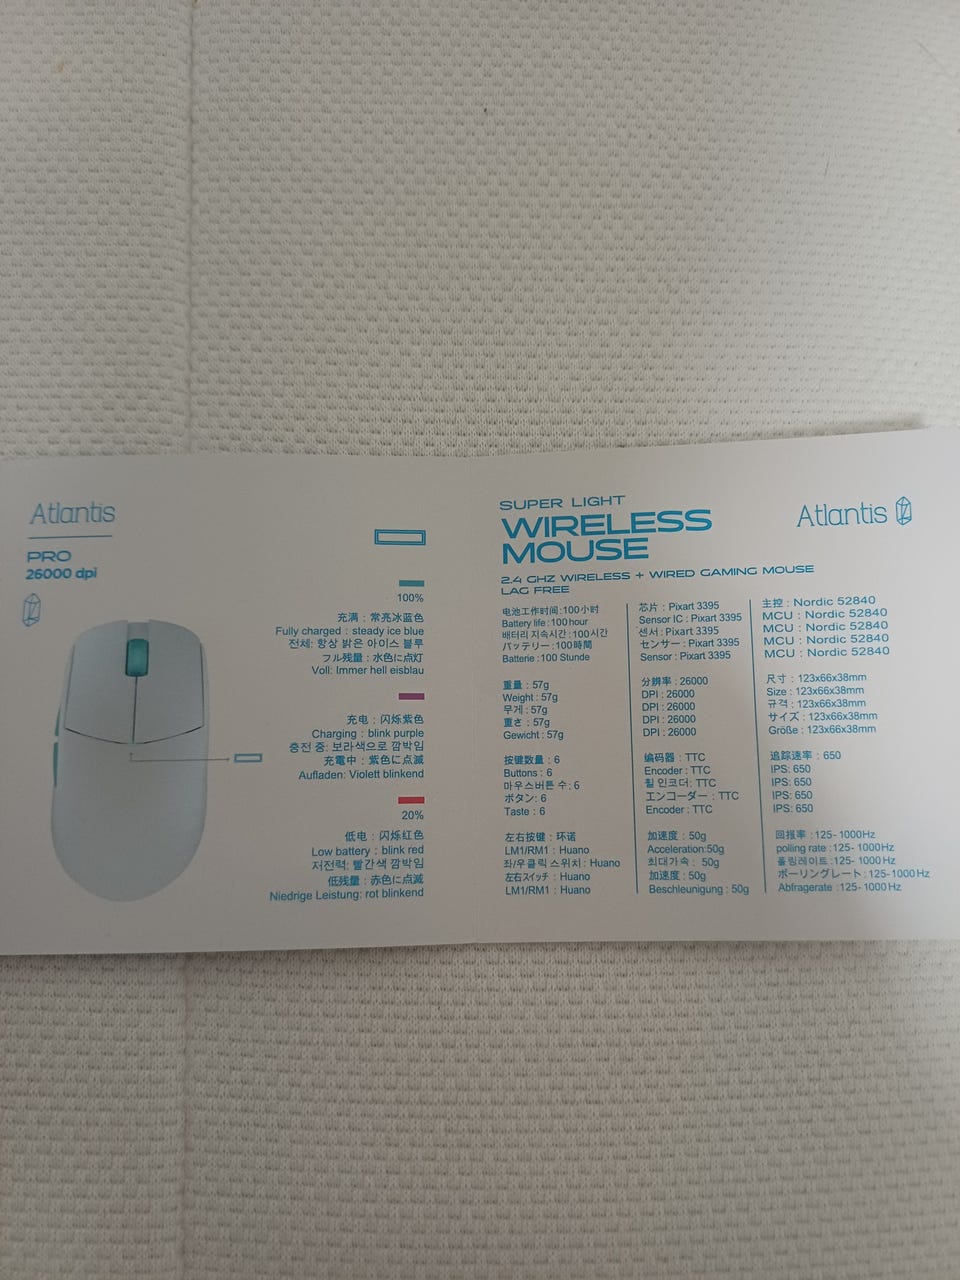 Atlantis
PRO
26000 dpi
100%
充满：常亮冰蓝色
Fully charged : steady ice blue
전체: 항상 밝은 아이스 블루
フル残量：水色に点灯
Voll: Immer hell eisblau
充电：闪烁紫色
Charging : blink purple
충전 중: 보라색으로 깜박임
充電中：紫色に点滅
Aufladen: Violett blinkend
20%
低电：闪烁红色
Low battery : blink red
저전력: 빨간색 깜박임
低残量：赤色に点滅
Niedrige Leistung: rot blinkend
SUPER LIGHT
WIRELESS
MOUSE
2.4 GHZ WIRELESS + WIRED GAMING MOUSE
LAG FREE
Atlantis
电池工作时间:100小时
Battery life:100hour
배터리 지속시간:100시간
バッテリー:100時間
Batterie:100 Stunde
重量：57g
Weight : 57g
무게 : 57g
重さ：57g
Gewicht : 57g
按键数量：6
Buttons : 6
마우스버튼 수: 6
ボタン: 6
Taste : 6
左右按键：环诺
LM1/RM1 : Huano
좌/우클릭 스위치 : Huano
左右スイッチ：Huano
LM1/RM1 : Huano
芯片：Pixart 3395
Sensor IC : Pixart 3395
센서 : Pixart 3395
センサー：Pixart 3395
Sensor : Pixart 3395
分辨率：26000
DPI : 26000
DPI : 26000
DPI : 26000
DPI : 26000
编码器：TTC
Encoder : TTC
휠 인코더: TTC
エンコーダー：TTC
Encoder : TTC
加速度：50g
Acceleration:50g
최대가속 : 50g
加速度：50g
Beschleunigung : 50g
主控：Nordic 52840
MCU : Nordic 52840
MCU : Nordic 52840
MCU : Nordic 52840
MCU : Nordic 52840
尺寸：123x66x38mm
Size : 123x66x38mm
규격 : 123x66x38mm
サイズ：123x66x38mm
Größe : 123x66x38mm
追踪速率：650
IPS: 650
IPS: 650
IPS: 650
IPS: 650
回报率：125-1000Hz
polling rate :125-1000Hz
폴링레이트:125-1000Hz
ポーリングレート:125-1000Hz
Abfragerate :125-1000Hz